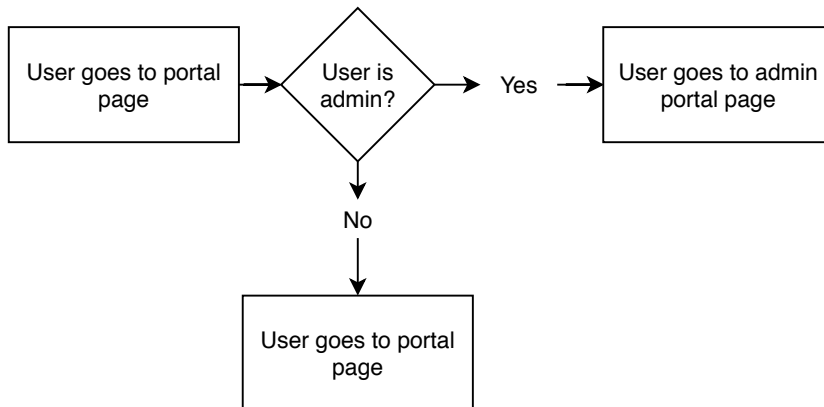 User goes to portal
page
User is
admin?
Yes
User goes to admin
portal page
No
User goes to portal
page